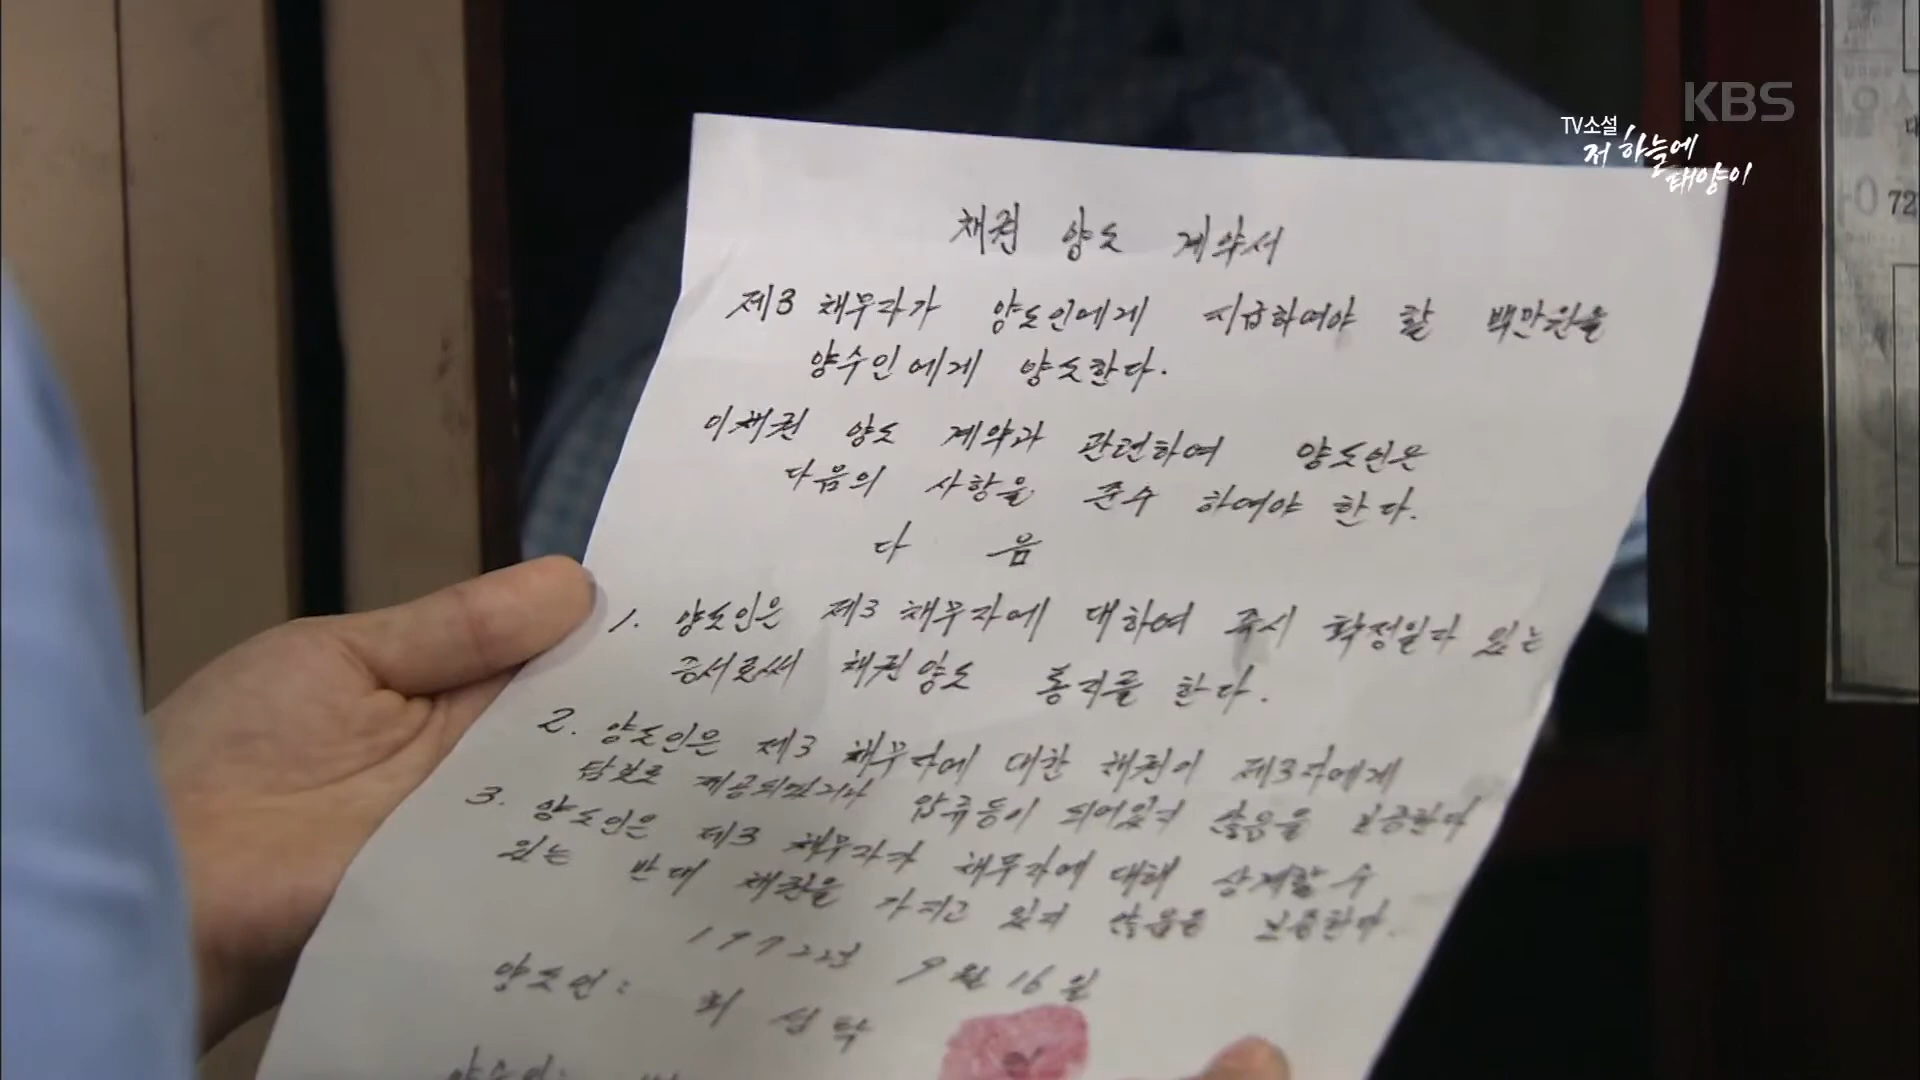 KBS
TV소설
저 하늘에
태양이
채권 양도 계약서
제3 채무자가 양도인에게 지급하여야 할 백만원을
양수인에게 양도한다.
이 채권 양도 계약과 관련하여 양도인은
다음의 사항을 준수 하여야 한다.
다 음
1. 양도인은 제3 채무자에 대하여 즉시 확정일자 있는
증서로써 채권양도 통지를 한다.
2. 양도인은 제3 채무자에 대한 채권이 제3자에게
담보로 제공되었거나 압류등이 되어있지 않음을 보증한다
3. 양도인은 제3 채무자가 채무자에 대해 상계할 수
있는 반대 채권을 가지고 있지 않음을 보증한다.
1972년 9월 16일
양도인: 최 성 탁
양수인:
72